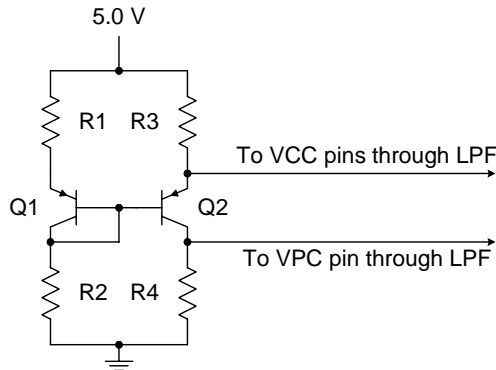 5.0 V
R1
R3
To VCC pins through LPF
Q1
Q2
To VPC pin through LPF
R2
R4